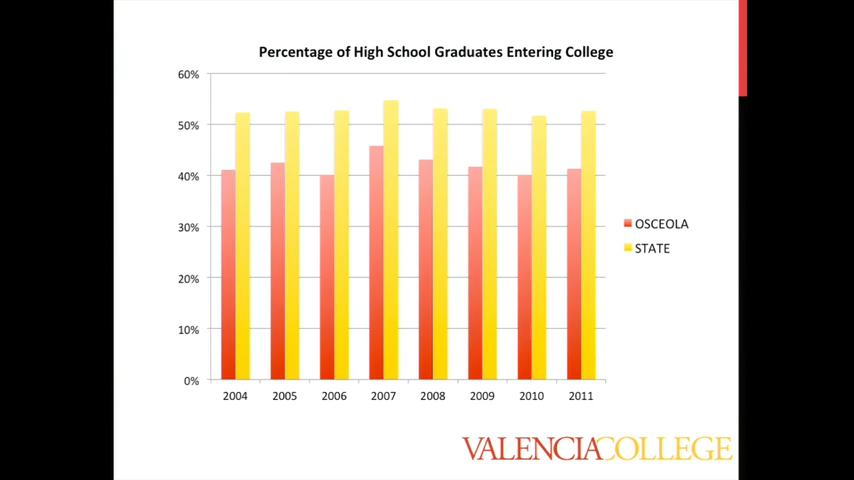 Percentage of High School Graduates Entering College
60%
50%
40%
30%
20%
10%
0%
2004 2005 2006 2007 2008 2009 2010 2011
OSCEOLA
STATE
VALENCIACOLLEGE